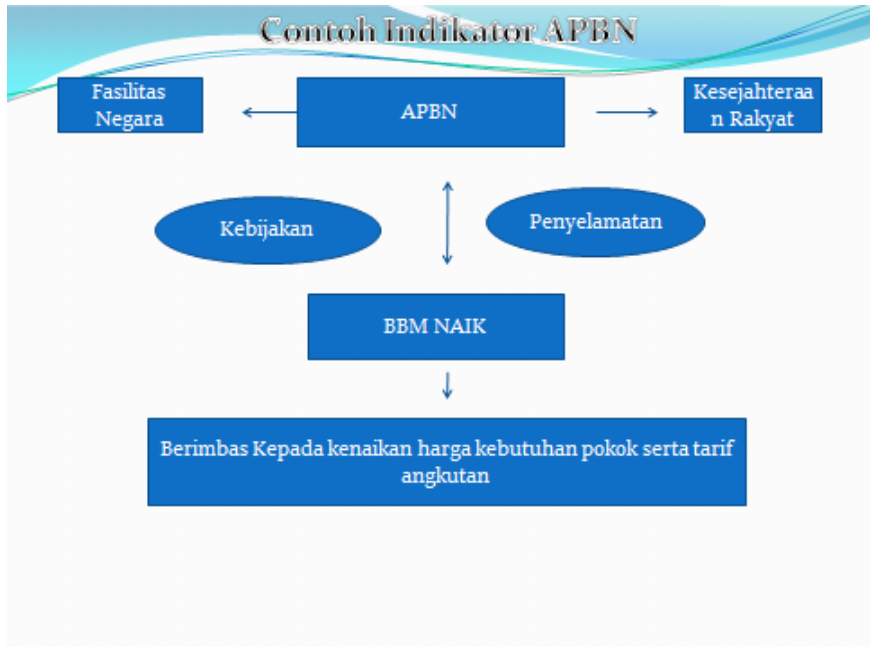 Contoh Indikator APBN
Fasilitas
Negara
APBN
Kesejahteraa
n Rakyat
Kebijakan
Penyelamatan
BBM NAIK
Berimbas Kepada kenaikan harga kebutuhan pokok serta tarif
angkutan